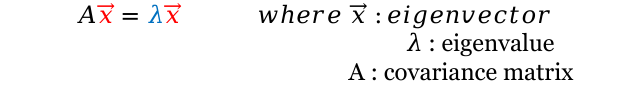 Ax⃗ = λx⃗ where x⃗ : eigenvector
λ : eigenvalue
A : covariance matrix